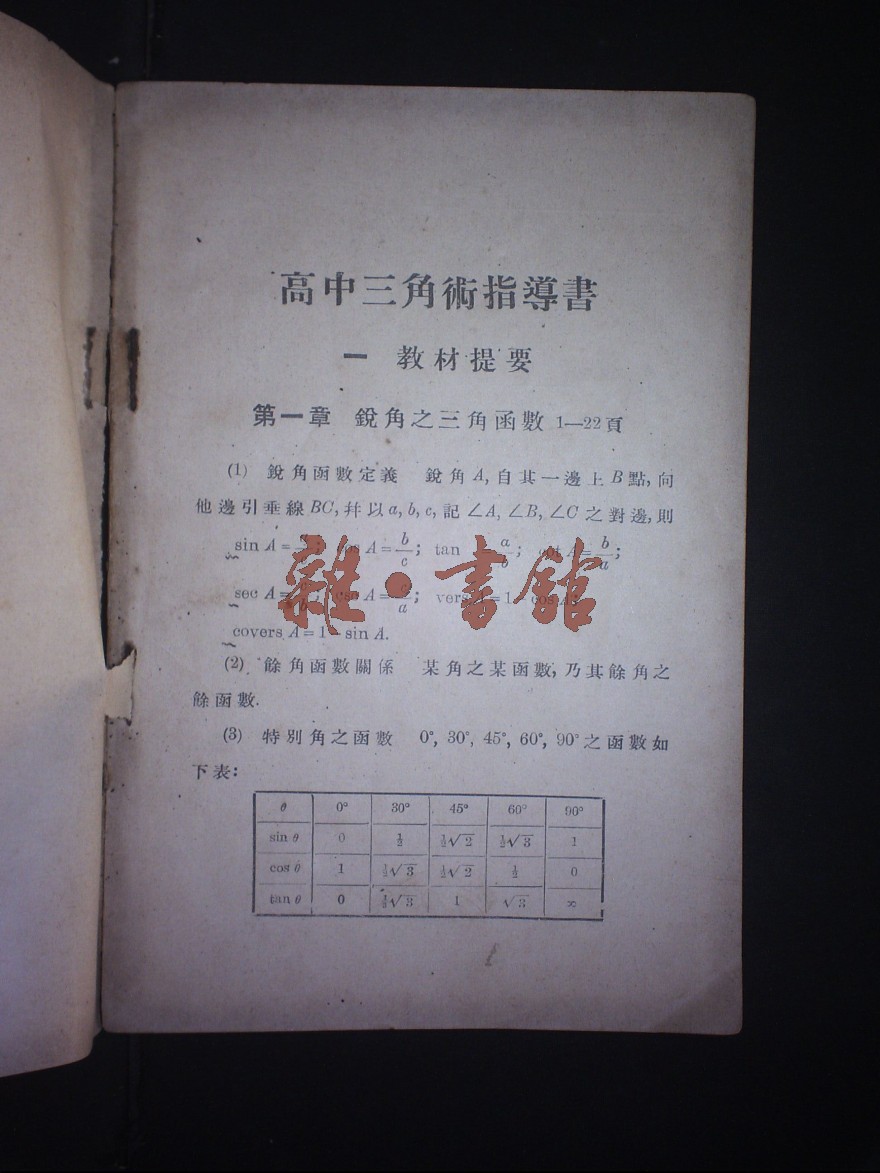 高中三角術指導書
一 教材提要
第一章 銳角之三角函數 1—22頁
(1) 銳角函數定義 銳角 A, 自其一邊上 B 點, 向
他邊引垂線 BC, 幷以 a, b, c, 記 ∠A, ∠B, ∠C 之對邊, 則
sin A = ; cos A = b/c; tan a/b; cot A = b/a;
sec A = ; csc A = c/a; vers A = 1 cos A;
covers A = 1 - sin A.
(2) 餘角函數關係 某角之某函數, 乃其餘角之
餘函數.
(3) 特別角之函數 0°, 30°, 45°, 60°, 90° 之函數如
下表:
θ 0° 30° 45° 60° 90°
sin θ 0 ½ ½√2 ½√3 1
cos θ 1 ½√3 ½√2 ½ 0
tan θ 0 ⅓√3 1 √3 ∞
雜·書館